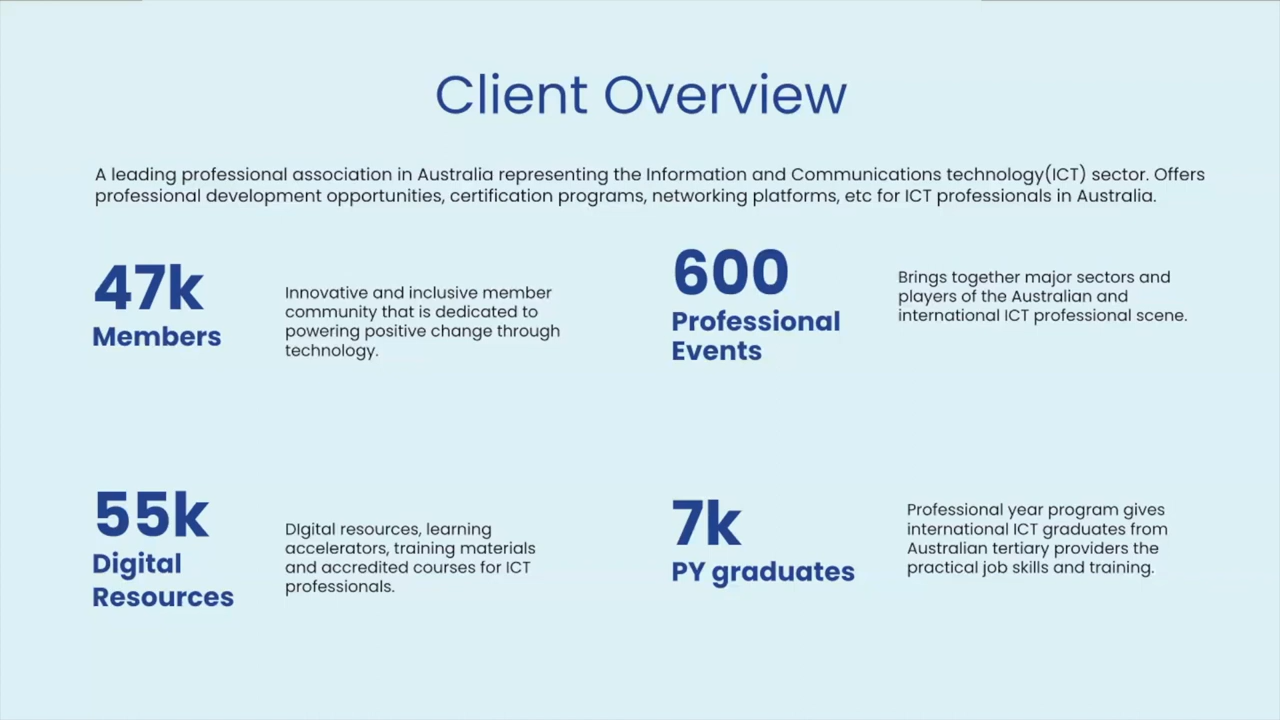 Client Overview
A leading professional association in Australia representing the Information and Communications technology(ICT) sector. Offers
professional development opportunities, certification programs, networking platforms, etc for ICT professionals in Australia.
47k
Members
Innovative and inclusive member
community that is dedicated to
powering positive change through
technology.
600
Professional
Events
Brings together major sectors and
players of the Australian and
international ICT professional scene.
55k
Digital
Resources
DIgital resources, learning
accelerators, training materials
and accredited courses for ICT
professionals.
7k
PY graduates
Professional year program gives
international ICT graduates from
Australian tertiary providers the
practical job skills and training.